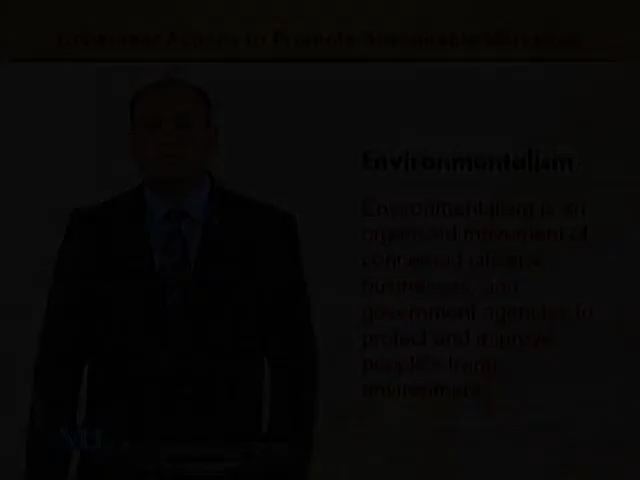 Consumer Actions to Promote Sustainable Marketing
Environmentalism
Environmentalism is an
organized movement of
concerned citizens,
businesses, and
government agencies to
protect and improve
people's living
environment.
VU